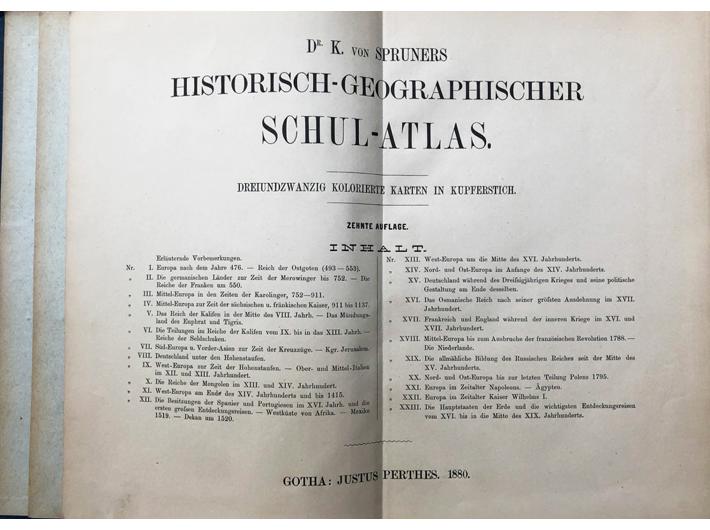 Dr. K. von Spruners
HISTORISCH-GEOGRAPHISCHER
SCHUL-ATLAS.
DREIUNDZWANZIG KOLORIERTE KARTEN IN KUPFERSTICH.
ZEHNTE AUFLAGE.
INHALT.
1. Erläuternde Vorbemerkungen.
Nr. I. Europa nach dem Jahre 476. — Reich der Ostgoten (493—553).
„ II. Die germanischen Länder zur Zeit der Merowinger bis 752. — Die
Reiche der Franken um 550.
„ III. Mittel-Europa in den Zeiten der Karolinger, 752—911.
„ IV. Mittel-Europa zur Zeit der sächsischen u. fränkischen Kaiser, 911 bis 1137.
„ V. Das Reich der Kalifen in der Mitte des VIII. Jahrh. — Das Mündungs-
land des Euphrat und Tigris.
„ VI. Die Teilungen im Reiche der Kalifen vom IX. bis in das XIII. Jahrh. —
Reiche der Seldschuken.
„ VII. Süd-Europa u. Vorder-Asien zur Zeit der Kreuzzüge. — Kgr. Jerusalem.
„ VIII. Deutschland unter den Hohenstaufen.
„ IX. West-Europa zur Zeit der Hohenstaufen. — Ober- und Mittel-Italien
im XII. und XIII. Jahrhundert.
„ X. Die Reiche der Mongolen im XIII. und XIV. Jahrhundert.
„ XI. West-Europa am Ende des XIV. Jahrhunderts und bis 1415.
„ XII. Die Besitzungen der Spanier und Portugiesen im XVI. Jahrh. und die
ersten großen Entdeckungsreisen. — Westküste von Afrika. — Mexiko
1519. — Dekan um 1520.
Nr. XIII. West-Europa um die Mitte des XVI. Jahrhunderts.
„ XIV. Nord- und Ost-Europa im Anfange des XIV. Jahrhunderts.
„ XV. Deutschland während des Dreißigjährigen Krieges und seine politische
Gestaltung am Ende desselben.
„ XVI. Das Osmanische Reich nach seiner größten Ausdehnung im XVII.
Jahrhundert.
„ XVII. Frankreich und England während der inneren Kriege im XVI. und
XVII. Jahrhundert.
„ XVIII. Mittel-Europa bis zum Ausbruche der französischen Revolution 1788. —
Die Niederlande.
„ XIX. Die allmähliche Bildung des Russischen Reiches seit der Mitte des
XV. Jahrhunderts.
„ XX. Nord- und Ost-Europa bis zur letzten Teilung Polens 1795.
„ XXI. Europa im Zeitalter Napoleons. — Ägypten.
„ XXII. Europa im Zeitalter Kaiser Wilhelms I.
„ XXIII. Die Hauptstaaten der Erde und die wichtigsten Entdeckungsreisen
vom XVI. bis in die Mitte des XIX. Jahrhunderts.
GOTHA: JUSTUS PERTHES. 1880.